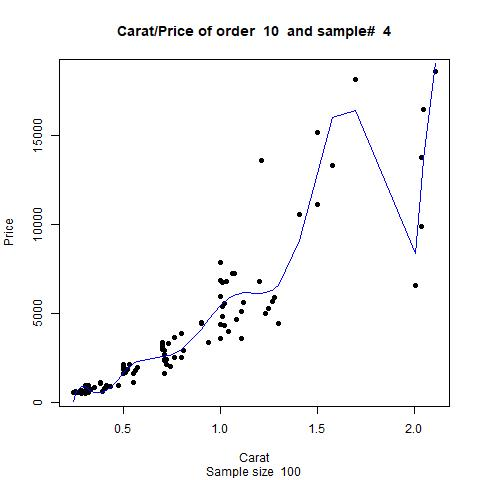 Carat/Price of order 10 and sample# 4
Price
15000
10000
5000
0
0.5 1.0 1.5 2.0
Carat
Sample size 100